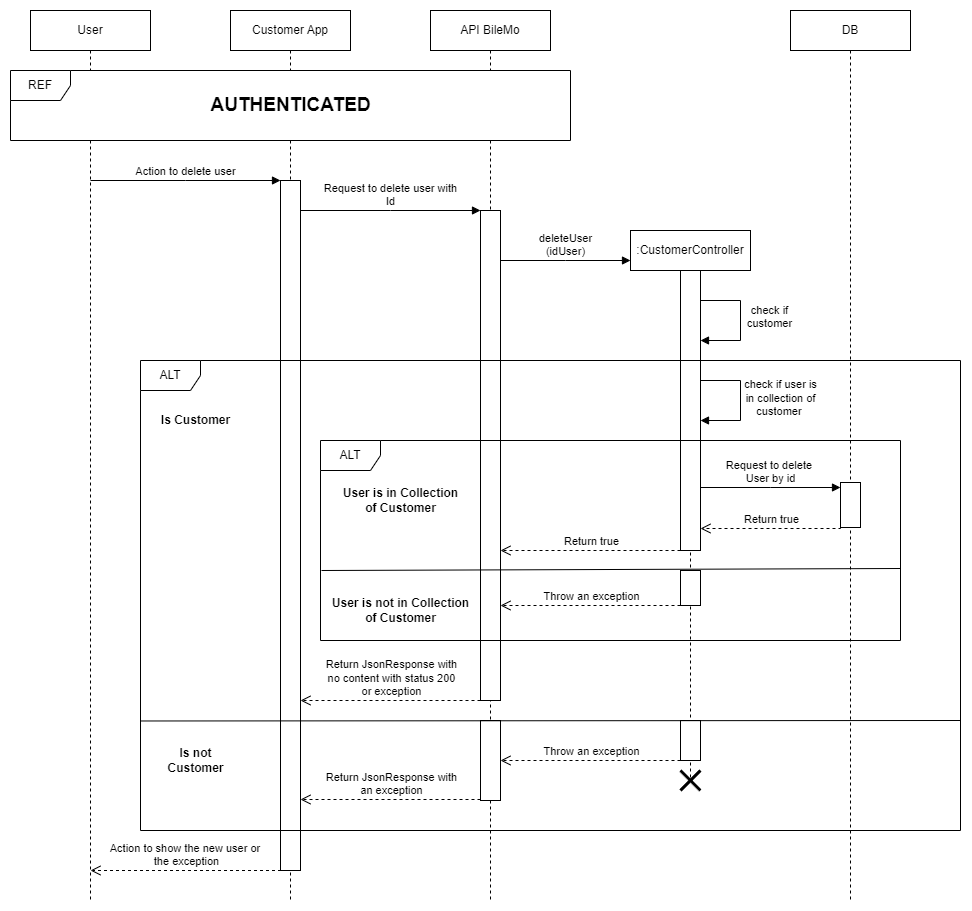 User
Customer App
API BileMo
DB
REF
AUTHENTICATED
Action to delete user
Request to delete user with
Id
deleteUser
(idUser)
:CustomerController
check if
customer
ALT
Is Customer
check if user is
in collection of
customer
ALT
User is in Collection
of Customer
Request to delete
User by id
Return true
Return true
User is not in Collection
of Customer
Throw an exception
Return JsonResponse with
no content with status 200
or exception
Is not
Customer
Throw an exception
Return JsonResponse with
an exception
Action to show the new user or
the exception